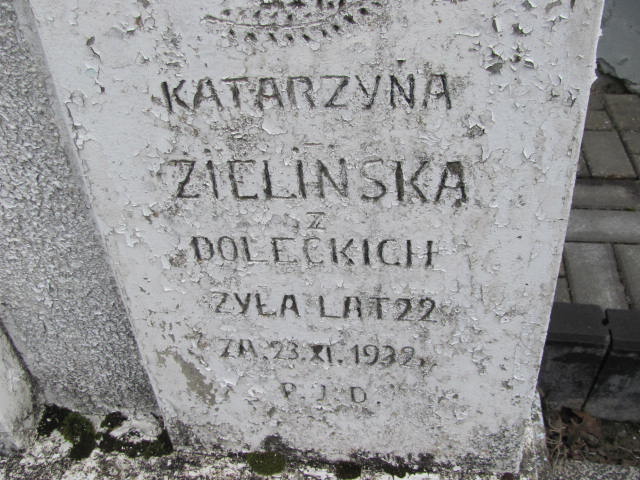 KATARZYNA
ZIELIŃSKA
Z
DOLECKICH
ŻYŁA LAT 22
ZM. 23.XI.1932.
P.J.D.